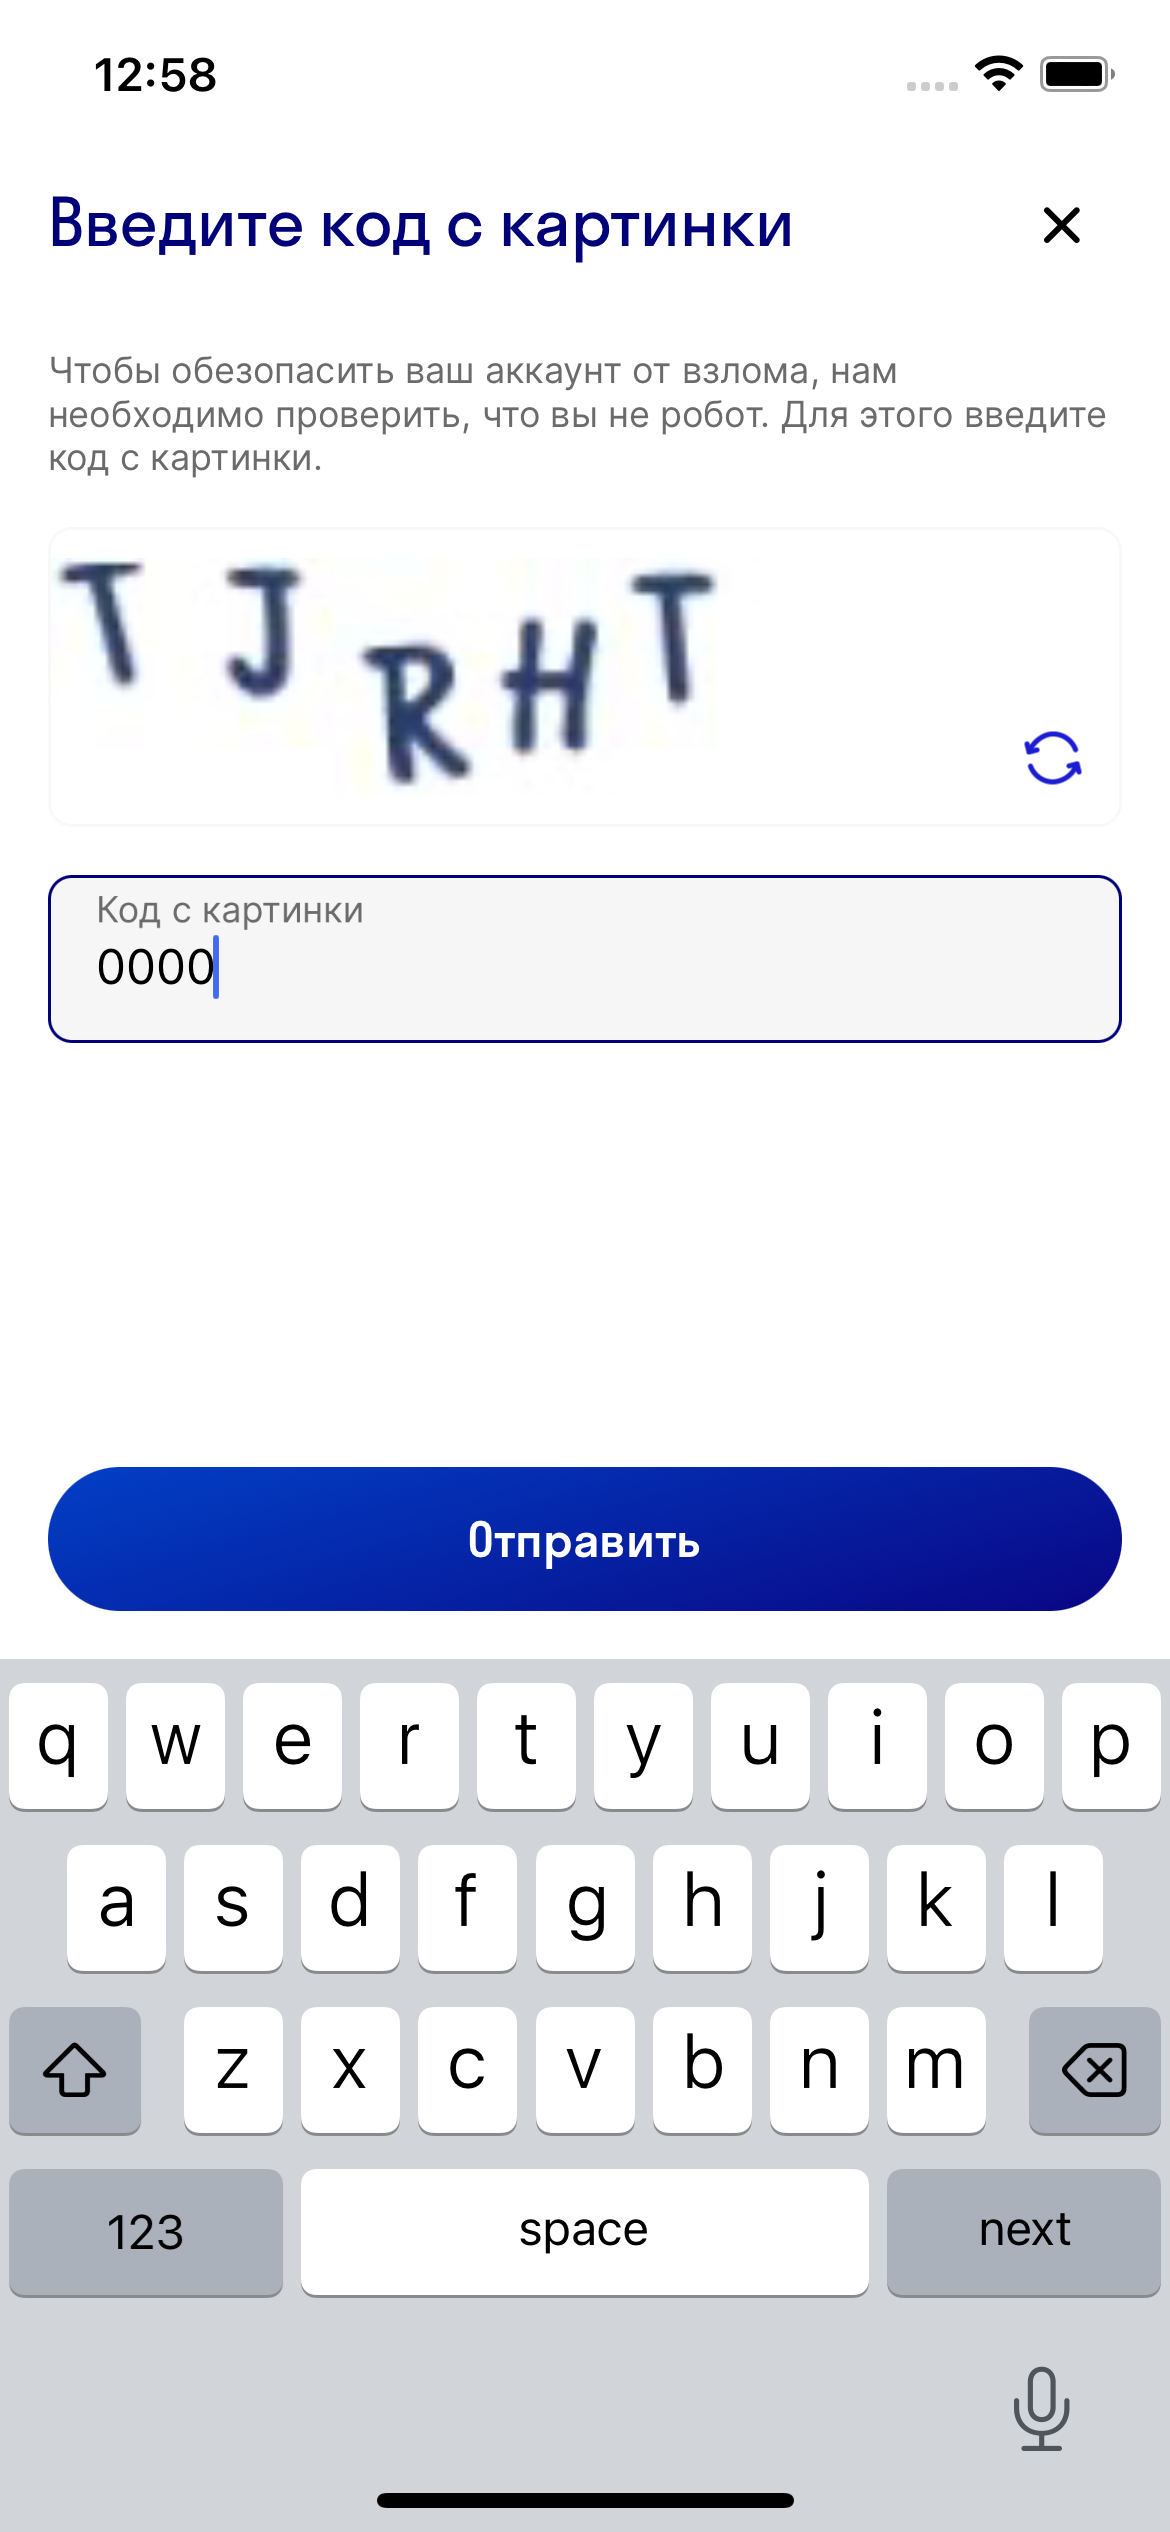 12:58
Введите код с картинки
Чтобы обезопасить ваш аккаунт от взлома, нам
необходимо проверить, что вы не робот. Для этого введите
код с картинки.
T J R H T
Код с картинки
0000
Отправить
q w e r t y u i o p
a s d f g h j k l
z x c v b n m
123 space next